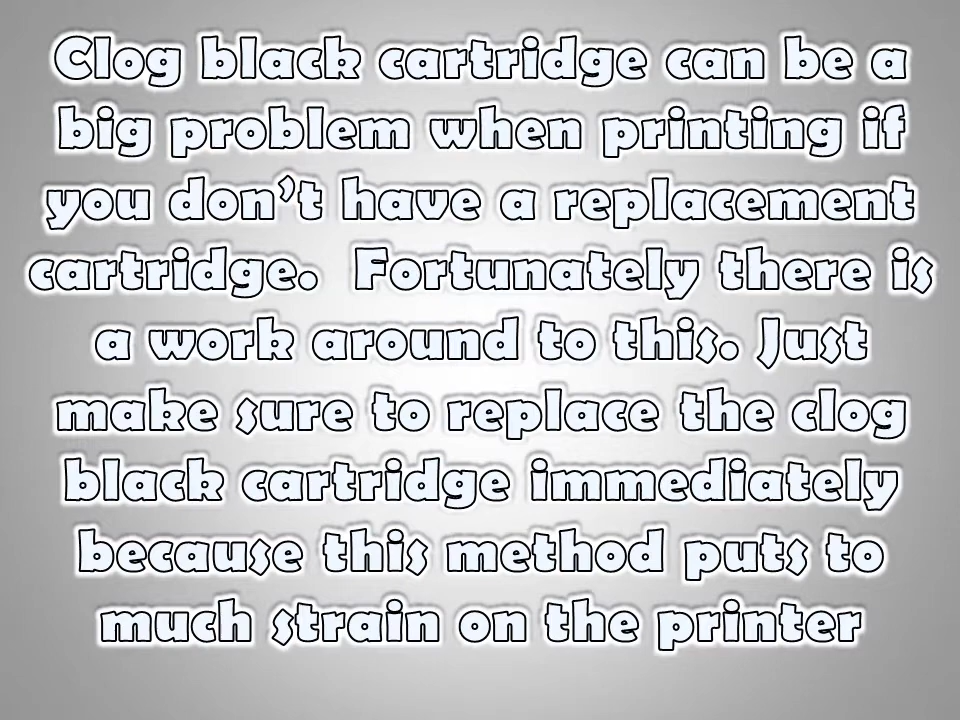 Clog black cartridge can be a
big problem when printing if
you don’t have a replacement
cartridge.  Fortunately there is
a work around to this. Just
make sure to replace the clog
black cartridge immediately
because this method puts to
much strain on the printer